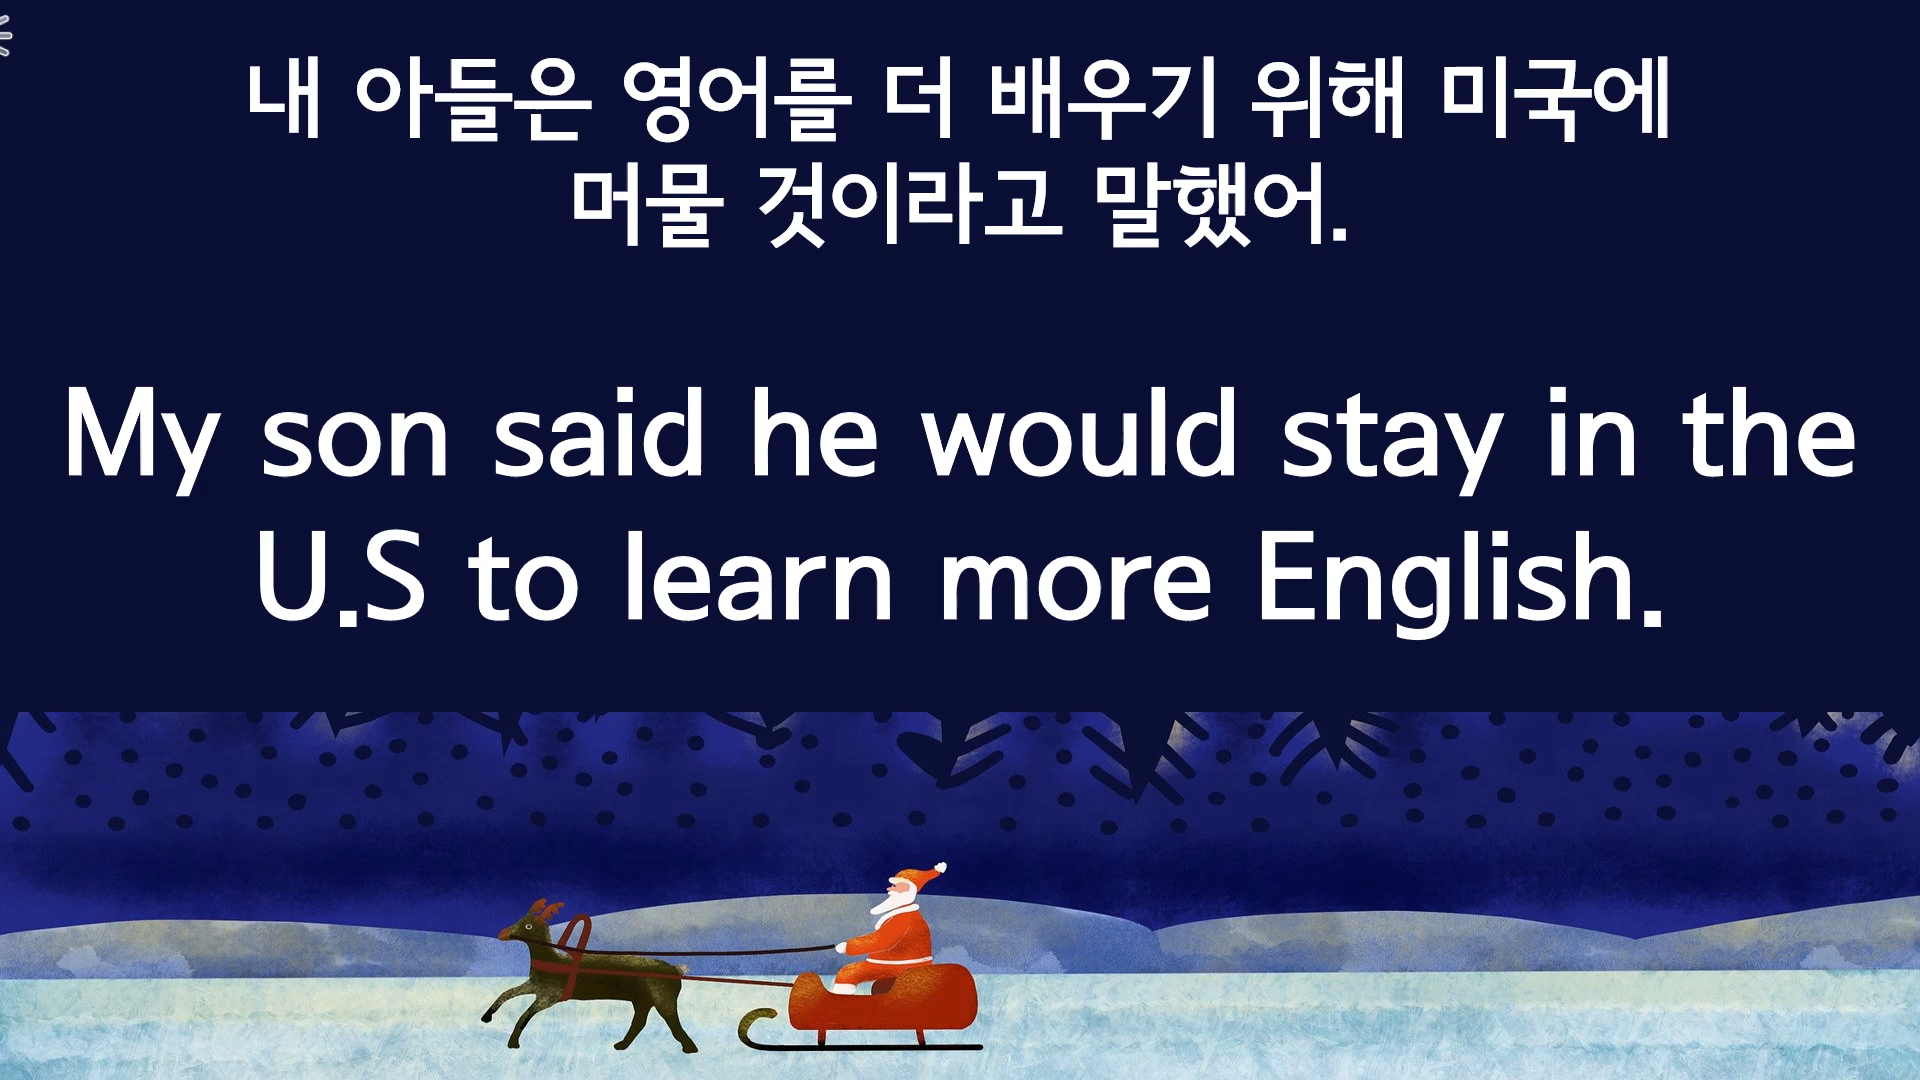 내 아들은 영어를 더 배우기 위해 미국에
머물 것이라고 말했어.
My son said he would stay in the
U.S to learn more English.